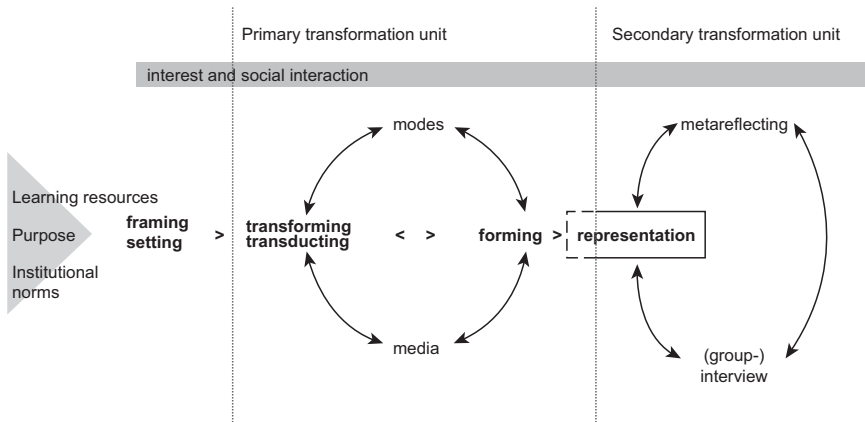 Primary transformation unit
Secondary transformation unit
interest and social interaction
modes
metareflecting
Learning resources
Purpose
Institutional
norms
framing
setting
>
transforming
transducting
< >
forming
>
representation
media
(group-)
interview